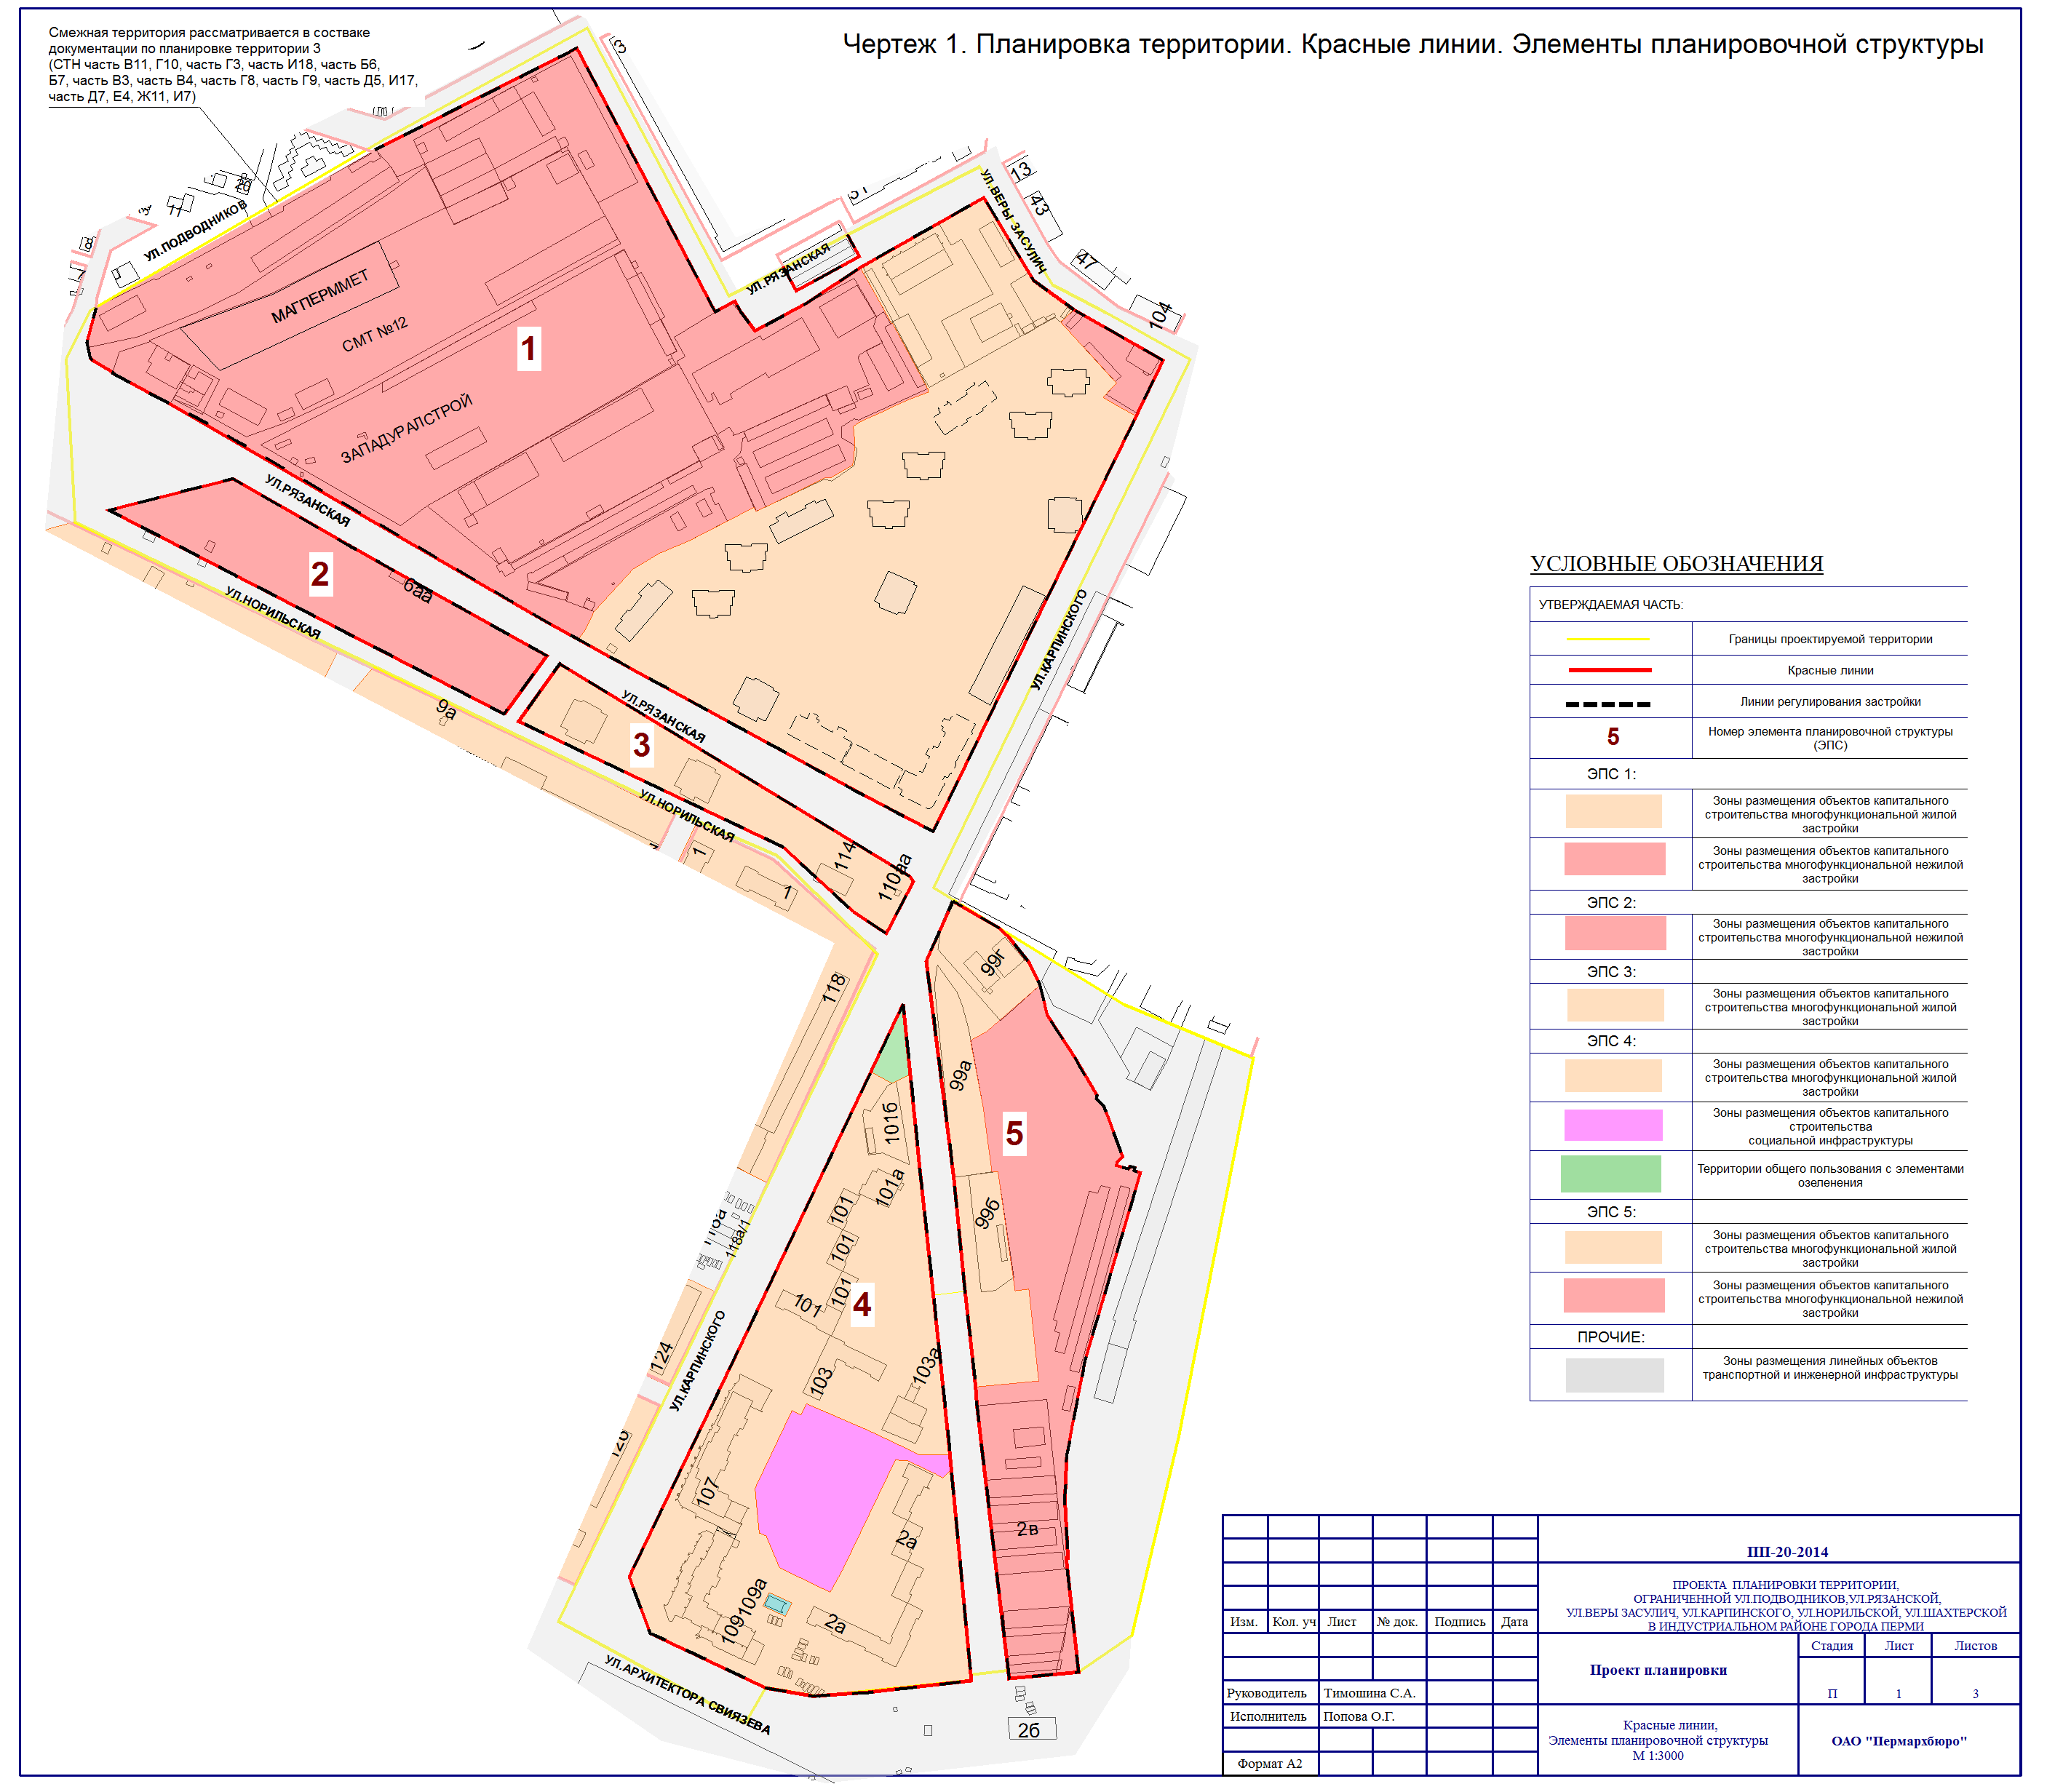 Чертеж 1. Планировка территории. Красные линии. Элементы планировочной структуры
Смежная территория рассматривается в составке
документации по планировке территории 3
(СТН часть В11, Г10, часть Г3, часть И18, часть Б6,
Б7, часть В3, часть В4, часть Г8, часть Г9, часть Д5, И17,
часть Д7, Е4, Ж11, И7)
3
20
11
8
7
УЛ.ПОДВОДНИКОВ
МАГПЕРММЕТ
СМТ №12
ЗАПАДУРАЛСТРОЙ
1
УЛ.РЯЗАНСКАЯ
УЛ.ВЕРЫ ЗАСУЛИЧ
13
43
47
104
УЛ.РЯЗАНСКАЯ
2
6аа
УЛ.НОРИЛЬСКАЯ
9а
УЛ.КАРПИНСКОГО
УЛ.РЯЗАНСКАЯ
3
УЛ.НОРИЛЬСКАЯ
1
1
114
110аа
118
99г
99а
5
99б
101б
101а
101
101
101
101
4
118а/1
103
103а
124
УЛ.КАРПИНСКОГО
107
2а
2в
109а
109
2а
УЛ.АРХИТЕКТОРА СВИЯЗЕВА
2б
УСЛОВНЫЕ ОБОЗНАЧЕНИЯ
УТВЕРЖДАЕМАЯ ЧАСТЬ:
Границы проектируемой территории
Красные линии
Линии регулирования застройки
5
Номер элемента планировочной структуры
(ЭПС)
ЭПС 1:
Зоны размещения объектов капитального
строительства многофункциональной жилой
застройки
Зоны размещения объектов капитального
строительства многофункциональной нежилой
застройки
ЭПС 2:
Зоны размещения объектов капитального
строительства многофункциональной нежилой
застройки
ЭПС 3:
Зоны размещения объектов капитального
строительства многофункциональной жилой
застройки
ЭПС 4:
Зоны размещения объектов капитального
строительства многофункциональной жилой
застройки
Зоны размещения объектов капитального
строительства
социальной инфраструктуры
Территории общего пользования с элементами
озеленения
ЭПС 5:
Зоны размещения объектов капитального
строительства многофункциональной жилой
застройки
Зоны размещения объектов капитального
строительства многофункциональной нежилой
застройки
ПРОЧИЕ:
Зоны размещения линейных объектов
транспортной и инженерной инфраструктуры
ПП-20-2014
ПРОЕКТА ПЛАНИРОВКИ ТЕРРИТОРИИ,
ОГРАНИЧЕННОЙ УЛ.ПОДВОДНИКОВ,УЛ.РЯЗАНСКОЙ,
УЛ.ВЕРЫ ЗАСУЛИЧ, УЛ.КАРПИНСКОГО, УЛ.НОРИЛЬСКОЙ, УЛ.ШАХТЕРСКОЙ
В ИНДУСТРИАЛЬНОМ РАЙОНЕ ГОРОДА ПЕРМИ
Изм. Кол. уч Лист № док. Подпись Дата
Проект планировки
Стадия Лист Листов
П 1 3
Руководитель Тимошина С.А.
Исполнитель Попова О.Г.
Формат А2
Красные линии,
Элементы планировочной структуры
М 1:3000
ОАО "Пермархбюро"